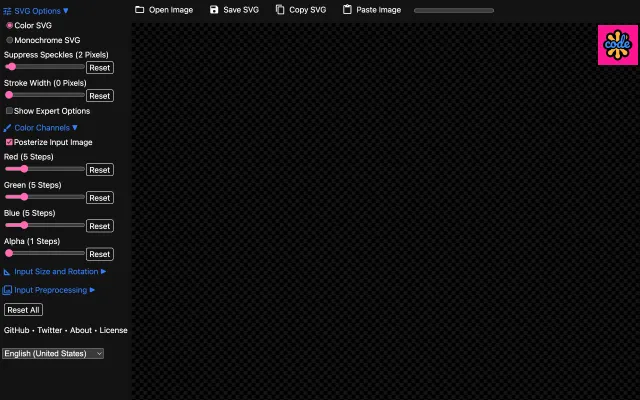 SVG Options ▼
Open Image
Save SVG
Copy SVG
Paste Image
Color SVG
Monochrome SVG
Suppress Speckles (2 Pixels)
Reset
Stroke Width (0 Pixels)
Reset
Show Expert Options
Color Channels ▼
Posterize Input Image
Red (5 Steps)
Reset
Green (5 Steps)
Reset
Blue (5 Steps)
Reset
Alpha (1 Steps)
Reset
Input Size and Rotation ▶
Input Preprocessing ▶
Reset All
GitHub • Twitter • About • License
English (United States)
code